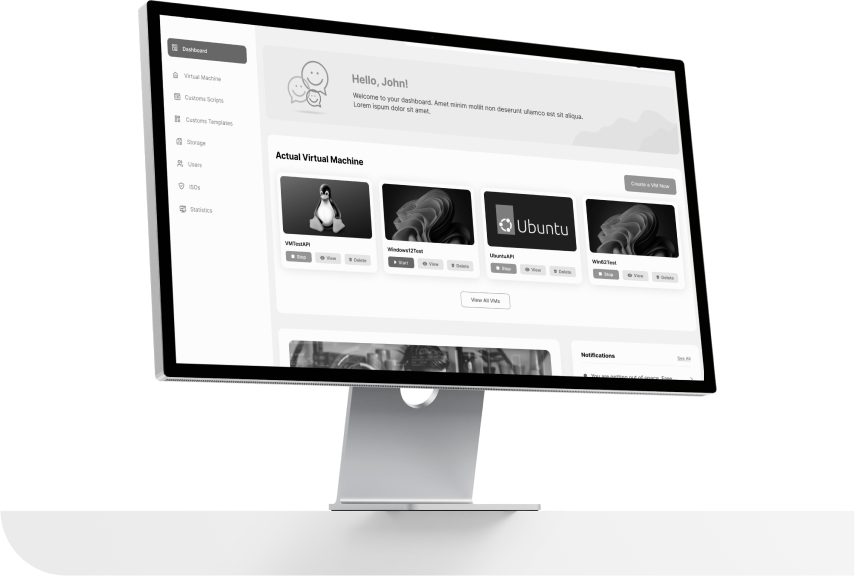 Dashboard
Virtual Machine
Customs Scripts
Customs Templates
Storage
Users
ISOs
Statistics
Hello, John!
Welcome to your dashboard. Amet minim mollit non deserunt ullamco est sit aliqua.
Lorem ipsum dolor sit amet.
Actual Virtual Machine
Create a VM Now
Ubuntu
VMTestAPI
Stop View Delete
Windows12Test
Start View Delete
UbuntuAPI
Stop View Delete
Win62Test
Stop View Delete
View All VMs
Notifications
See All
You are getting out of space. Free